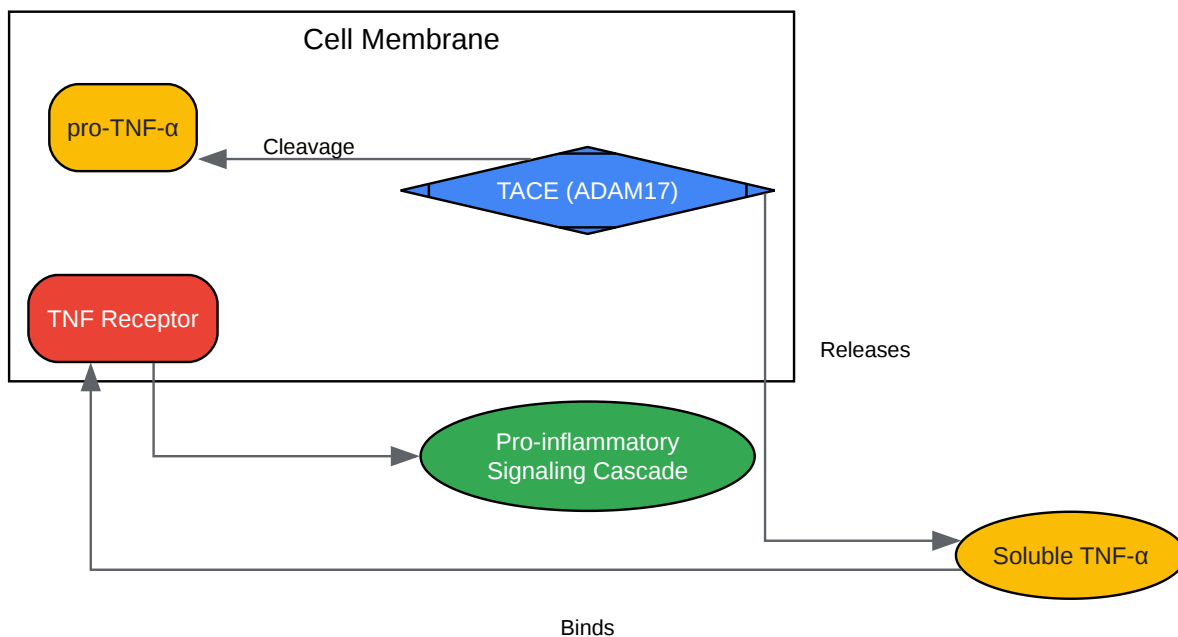 Cell Membrane
pro-TNF-α
Cleavage
TACE (ADAM17)
TNF Receptor
Releases
Pro-inflammatory
Signaling Cascade
Soluble TNF-α
Binds